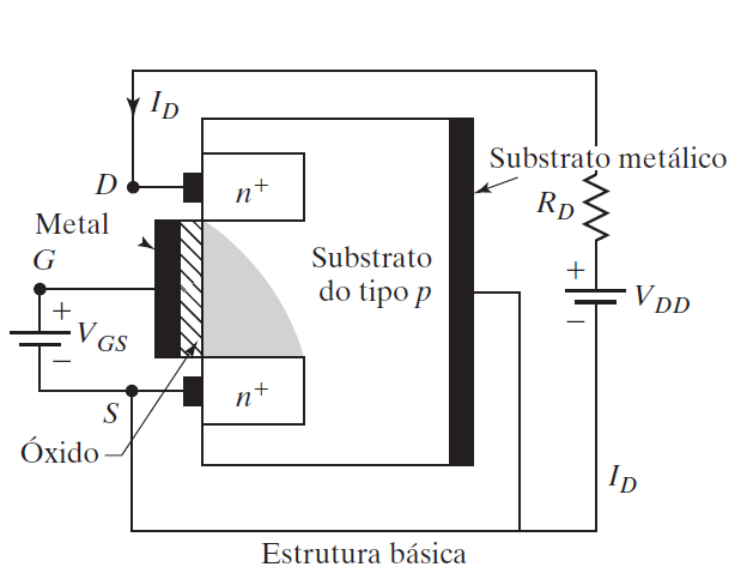 I_D
Substrato metálico
D
n+
R_D
Metal
G
Substrato
do tipo p
+
+
V_DD
V_GS
−
−
n+
S
Óxido
I_D
Estrutura básica